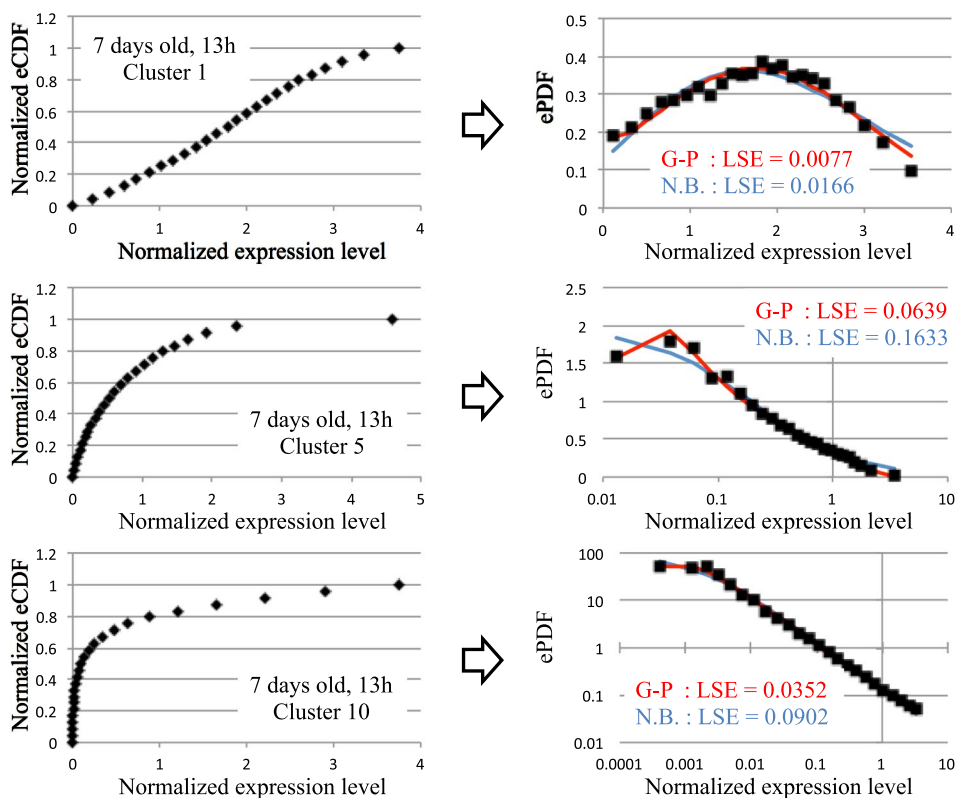 1.2
1
0.8
0.6
0.4
0.2
0
0
1
2
3
4
Normalized eCDF
Normalized expression level
7 days old, 13h
Cluster 1
0.5
0.4
0.3
0.2
0.1
0
0
1
2
3
4
ePDF
Normalized expression level
G-P : LSE = 0.0077
N.B. : LSE = 0.0166
1.2
1
0.8
0.6
0.4
0.2
0
0
1
2
3
4
5
Normalized eCDF
Normalized expression level
7 days old, 13h
Cluster 5
2.5
2
1.5
1
0.5
0
0.01
0.1
1
10
ePDF
Normalized expression level
G-P : LSE = 0.0639
N.B. : LSE = 0.1633
1.2
1
0.8
0.6
0.4
0.2
0
0
1
2
3
4
Normalized eCDF
Normalized expression level
7 days old, 13h
Cluster 10
100
10
1
0.1
0.01
0.0001
0.001
0.01
0.1
1
10
ePDF
Normalized expression level
G-P : LSE = 0.0352
N.B. : LSE = 0.0902